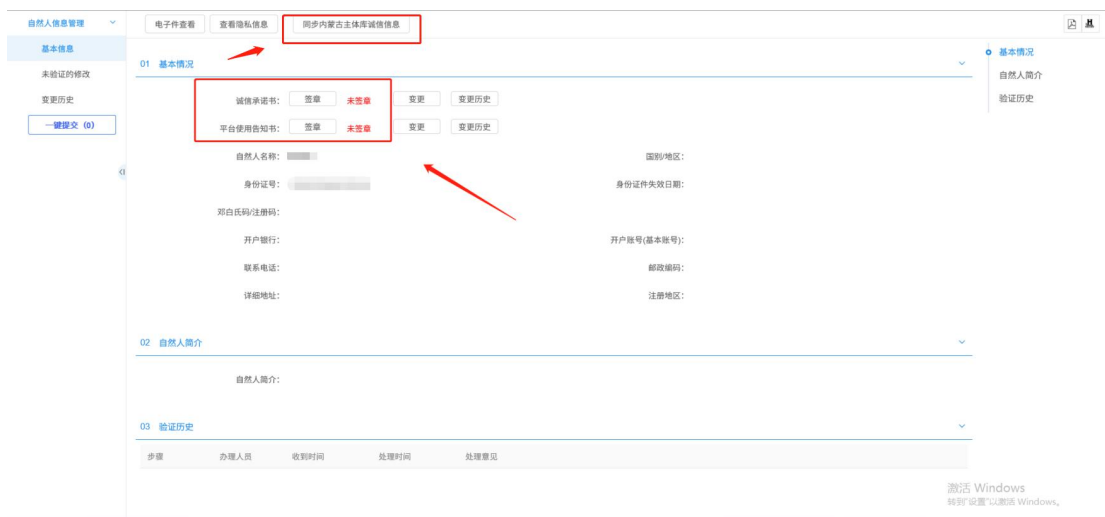 自然人信息管理
电子件查看 查看隐私信息 同步内蒙古主体库诚信信息
基本信息
未验证的修改
变更历史
一键提交（0）
01 基本情况
诚信承诺书： 签章 未签章 变更 变更历史
平台使用告知书： 签章 未签章 变更 变更历史
自然人名称： 国别/地区：
身份证号： 身份证件失效日期：
邓白氏码/注册码：
开户银行： 开户账号(基本账号)：
联系电话： 邮政编码：
详细地址： 注册地区：
02 自然人简介
自然人简介：
03 验证历史
步骤 办理人员 收到时间 处理时间 处理意见
基本情况
自然人简介
验证历史
激活 Windows
转到"设置"以激活 Windows。